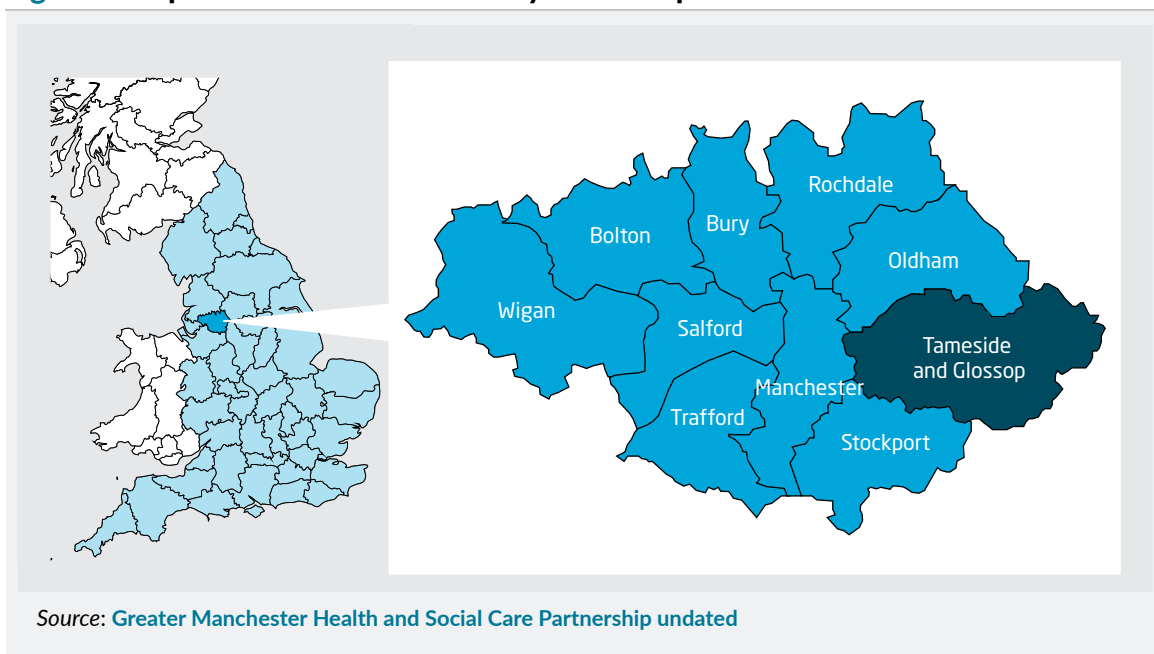 Rochdale
Bury
Bolton
Oldham
Wigan
Salford
Tameside
and Glossop
Manchester
Trafford
Stockport
Source: Greater Manchester Health and Social Care Partnership undated